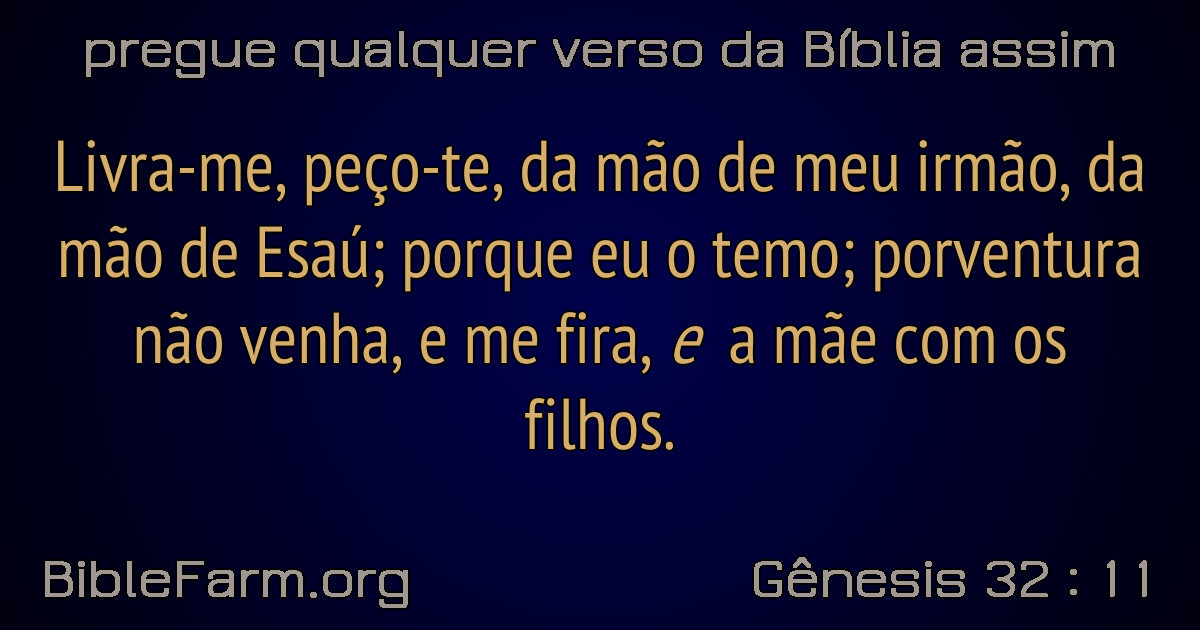 pregue qualquer verso da Bíblia assim
Livra-me, peço-te, da mão de meu irmão, da
mão de Esaú; porque eu o temo; porventura
não venha, e me fira, e a mãe com os
filhos.
BibleFarm.org
Gênesis 32 : 11